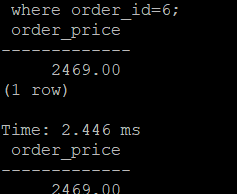 where order_id=6;
order_price
-------------
2469.00
(1 row)
Time: 2.446 ms
order_price
-------------
2469.00